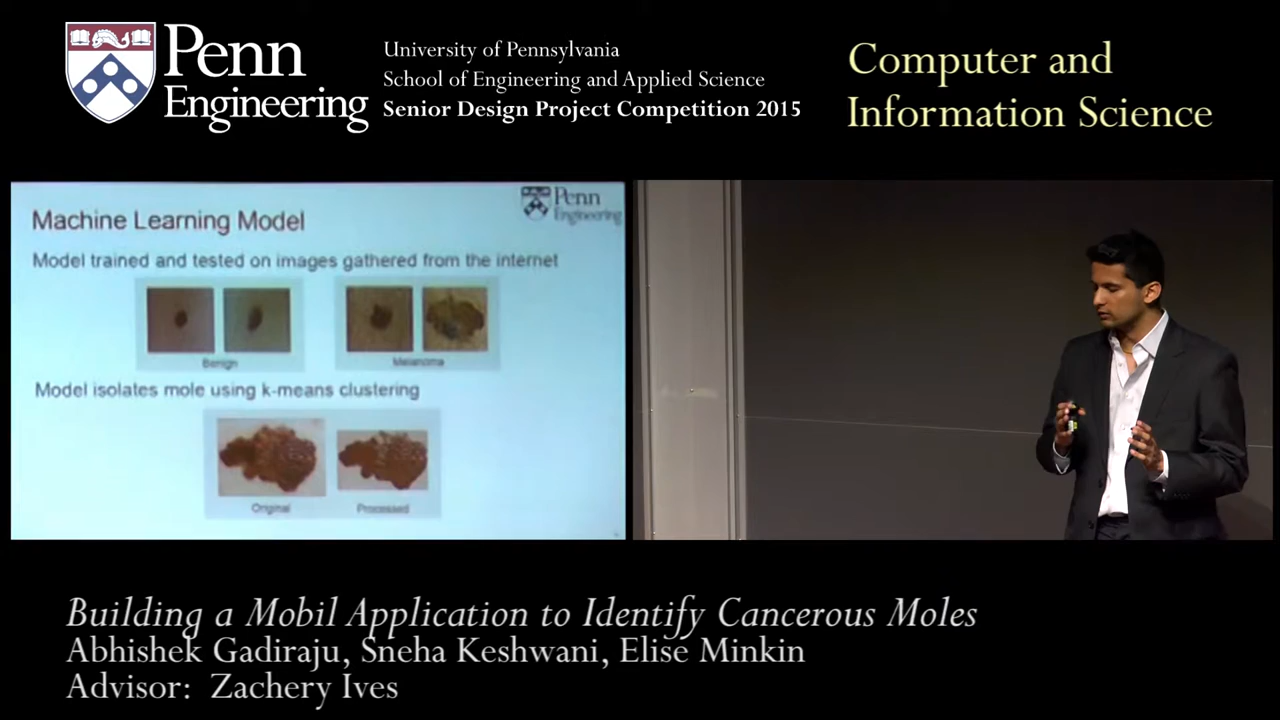 Penn
Engineering
University of Pennsylvania
School of Engineering and Applied Science
Senior Design Project Competition 2015
Computer and
Information Science
Penn
Engineering
Machine Learning Model
Model trained and tested on images gathered from the internet
Benign
Melanoma
Model isolates mole using k-means clustering
Original
Processed
Building a Mobil Application to Identify Cancerous Moles
Abhishek Gadiraju, Sneha Keshwani, Elise Minkin
Advisor: Zachery Ives